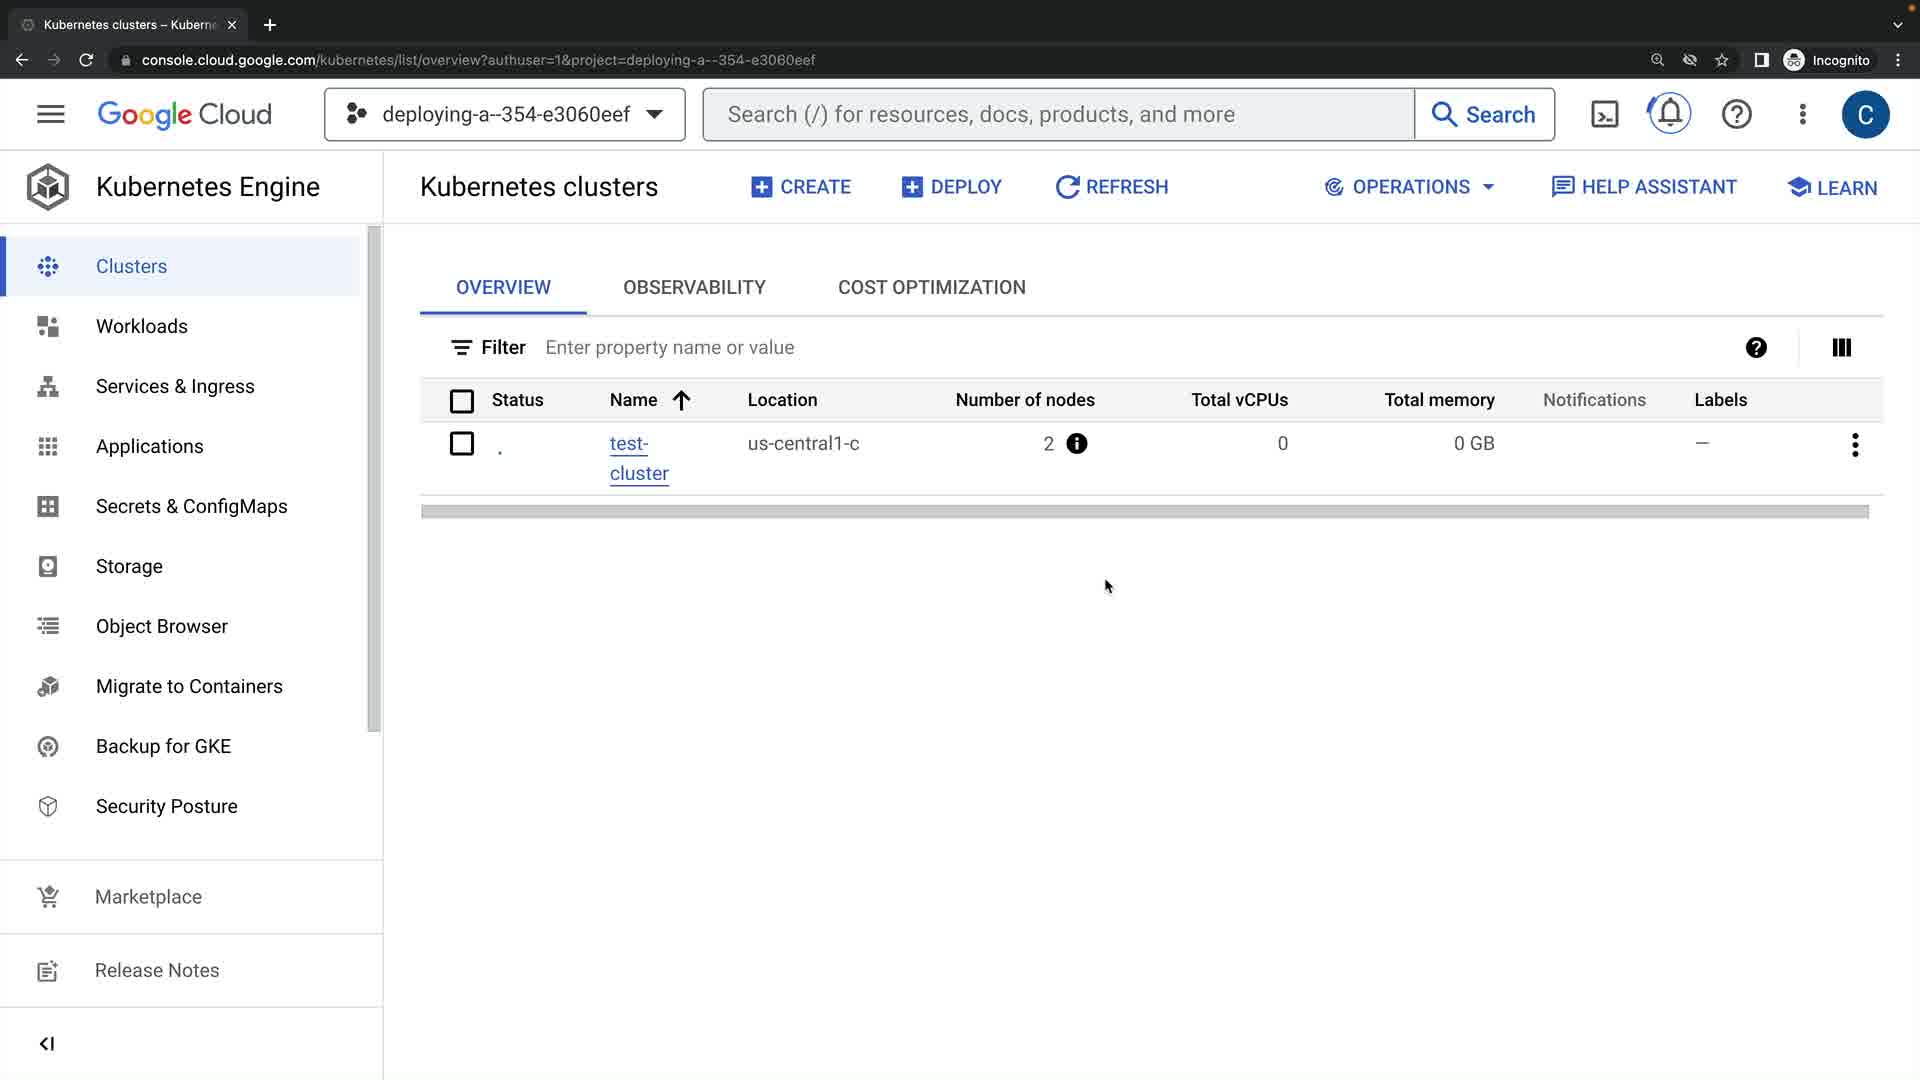 Kubernetes clusters – Kuberne
console.cloud.google.com/kubernetes/list/overview?authuser=1&project=deploying-a--354-e3060eef
Incognito
Google Cloud
deploying-a--354-e3060eef
Search (/) for resources, docs, products, and more
Search
C
Kubernetes Engine
Kubernetes clusters
CREATE
DEPLOY
REFRESH
OPERATIONS
HELP ASSISTANT
LEARN
Clusters
Workloads
Services & Ingress
Applications
Secrets & ConfigMaps
Storage
Object Browser
Migrate to Containers
Backup for GKE
Security Posture
Marketplace
Release Notes
OVERVIEW
OBSERVABILITY
COST OPTIMIZATION
Filter Enter property name or value
Status Name Location Number of nodes Total vCPUs Total memory Notifications Labels
test- us-central1-c 2 0 0 GB —
cluster